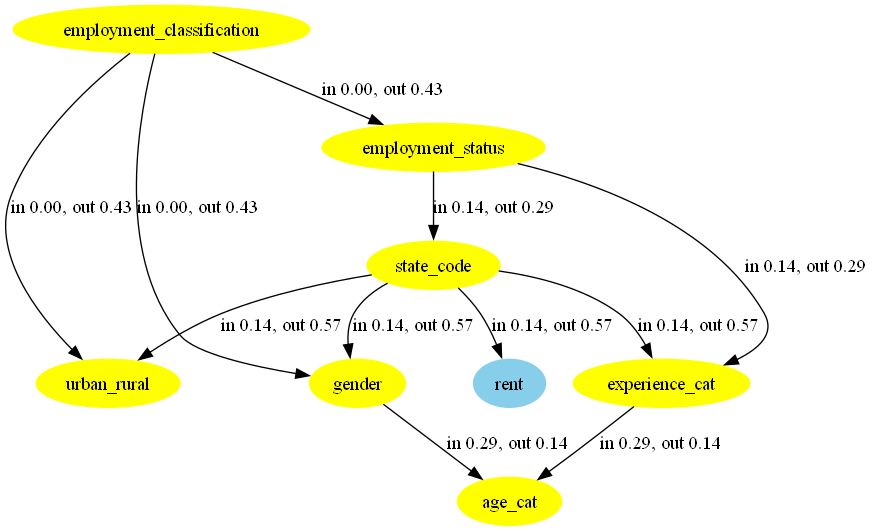 employment_classification
in 0.00, out 0.43
employment_status
in 0.00, out 0.43
in 0.00, out 0.43
in 0.14, out 0.29
in 0.14, out 0.29
state_code
in 0.14, out 0.57
in 0.14, out 0.57
in 0.14, out 0.57
in 0.14, out 0.57
urban_rural
gender
rent
experience_cat
in 0.29, out 0.14
in 0.29, out 0.14
age_cat